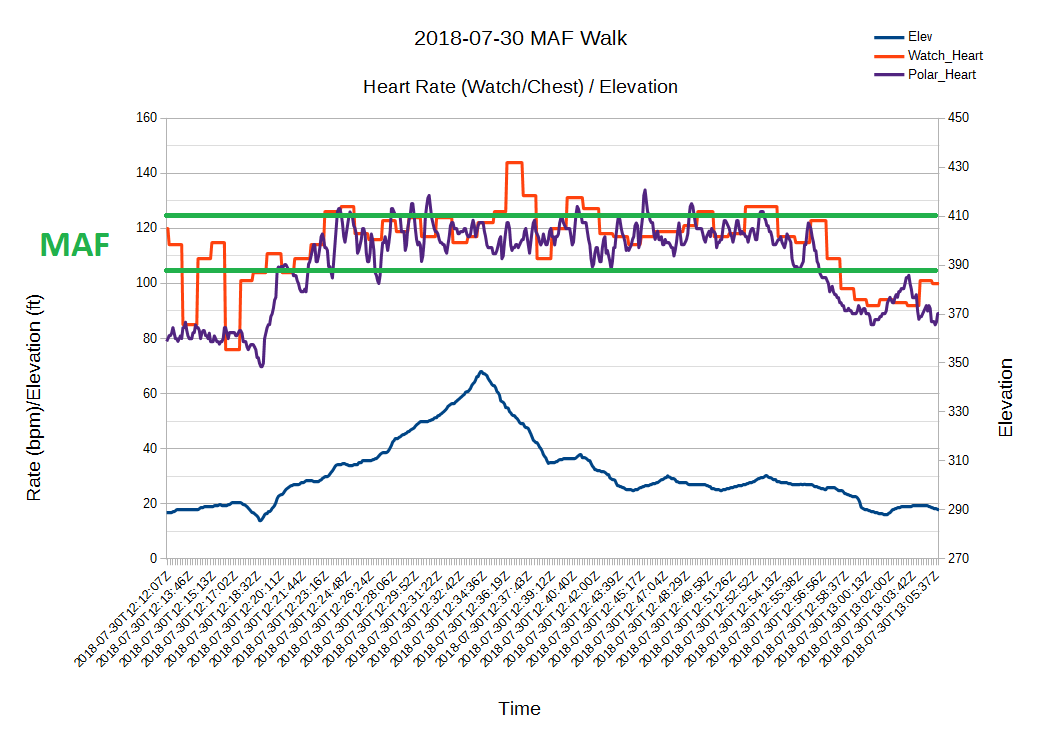 2018-07-30 MAF Walk
Heart Rate (Watch/Chest) / Elevation
Elev
Watch_Heart
Polar_Heart
MAF
Rate (bpm)/Elevation (ft)
160
140
120
100
80
60
40
20
0
450
430
410
390
370
350
330
310
290
270
Elevation
2018-07-30T12:12:07Z
2018-07-30T12:13:46Z
2018-07-30T12:15:13Z
2018-07-30T12:17:02Z
2018-07-30T12:18:32Z
2018-07-30T12:20:11Z
2018-07-30T12:21:44Z
2018-07-30T12:23:16Z
2018-07-30T12:24:48Z
2018-07-30T12:26:24Z
2018-07-30T12:28:06Z
2018-07-30T12:29:52Z
2018-07-30T12:31:22Z
2018-07-30T12:32:42Z
2018-07-30T12:34:36Z
2018-07-30T12:36:19Z
2018-07-30T12:37:46Z
2018-07-30T12:39:12Z
2018-07-30T12:40:40Z
2018-07-30T12:42:00Z
2018-07-30T12:43:39Z
2018-07-30T12:45:17Z
2018-07-30T12:47:04Z
2018-07-30T12:48:29Z
2018-07-30T12:49:58Z
2018-07-30T12:51:26Z
2018-07-30T12:52:52Z
2018-07-30T12:54:13Z
2018-07-30T12:55:38Z
2018-07-30T12:56:56Z
2018-07-30T12:58:37Z
2018-07-30T13:00:13Z
2018-07-30T13:02:00Z
2018-07-30T13:03:42Z
2018-07-30T13:05:37Z
Time